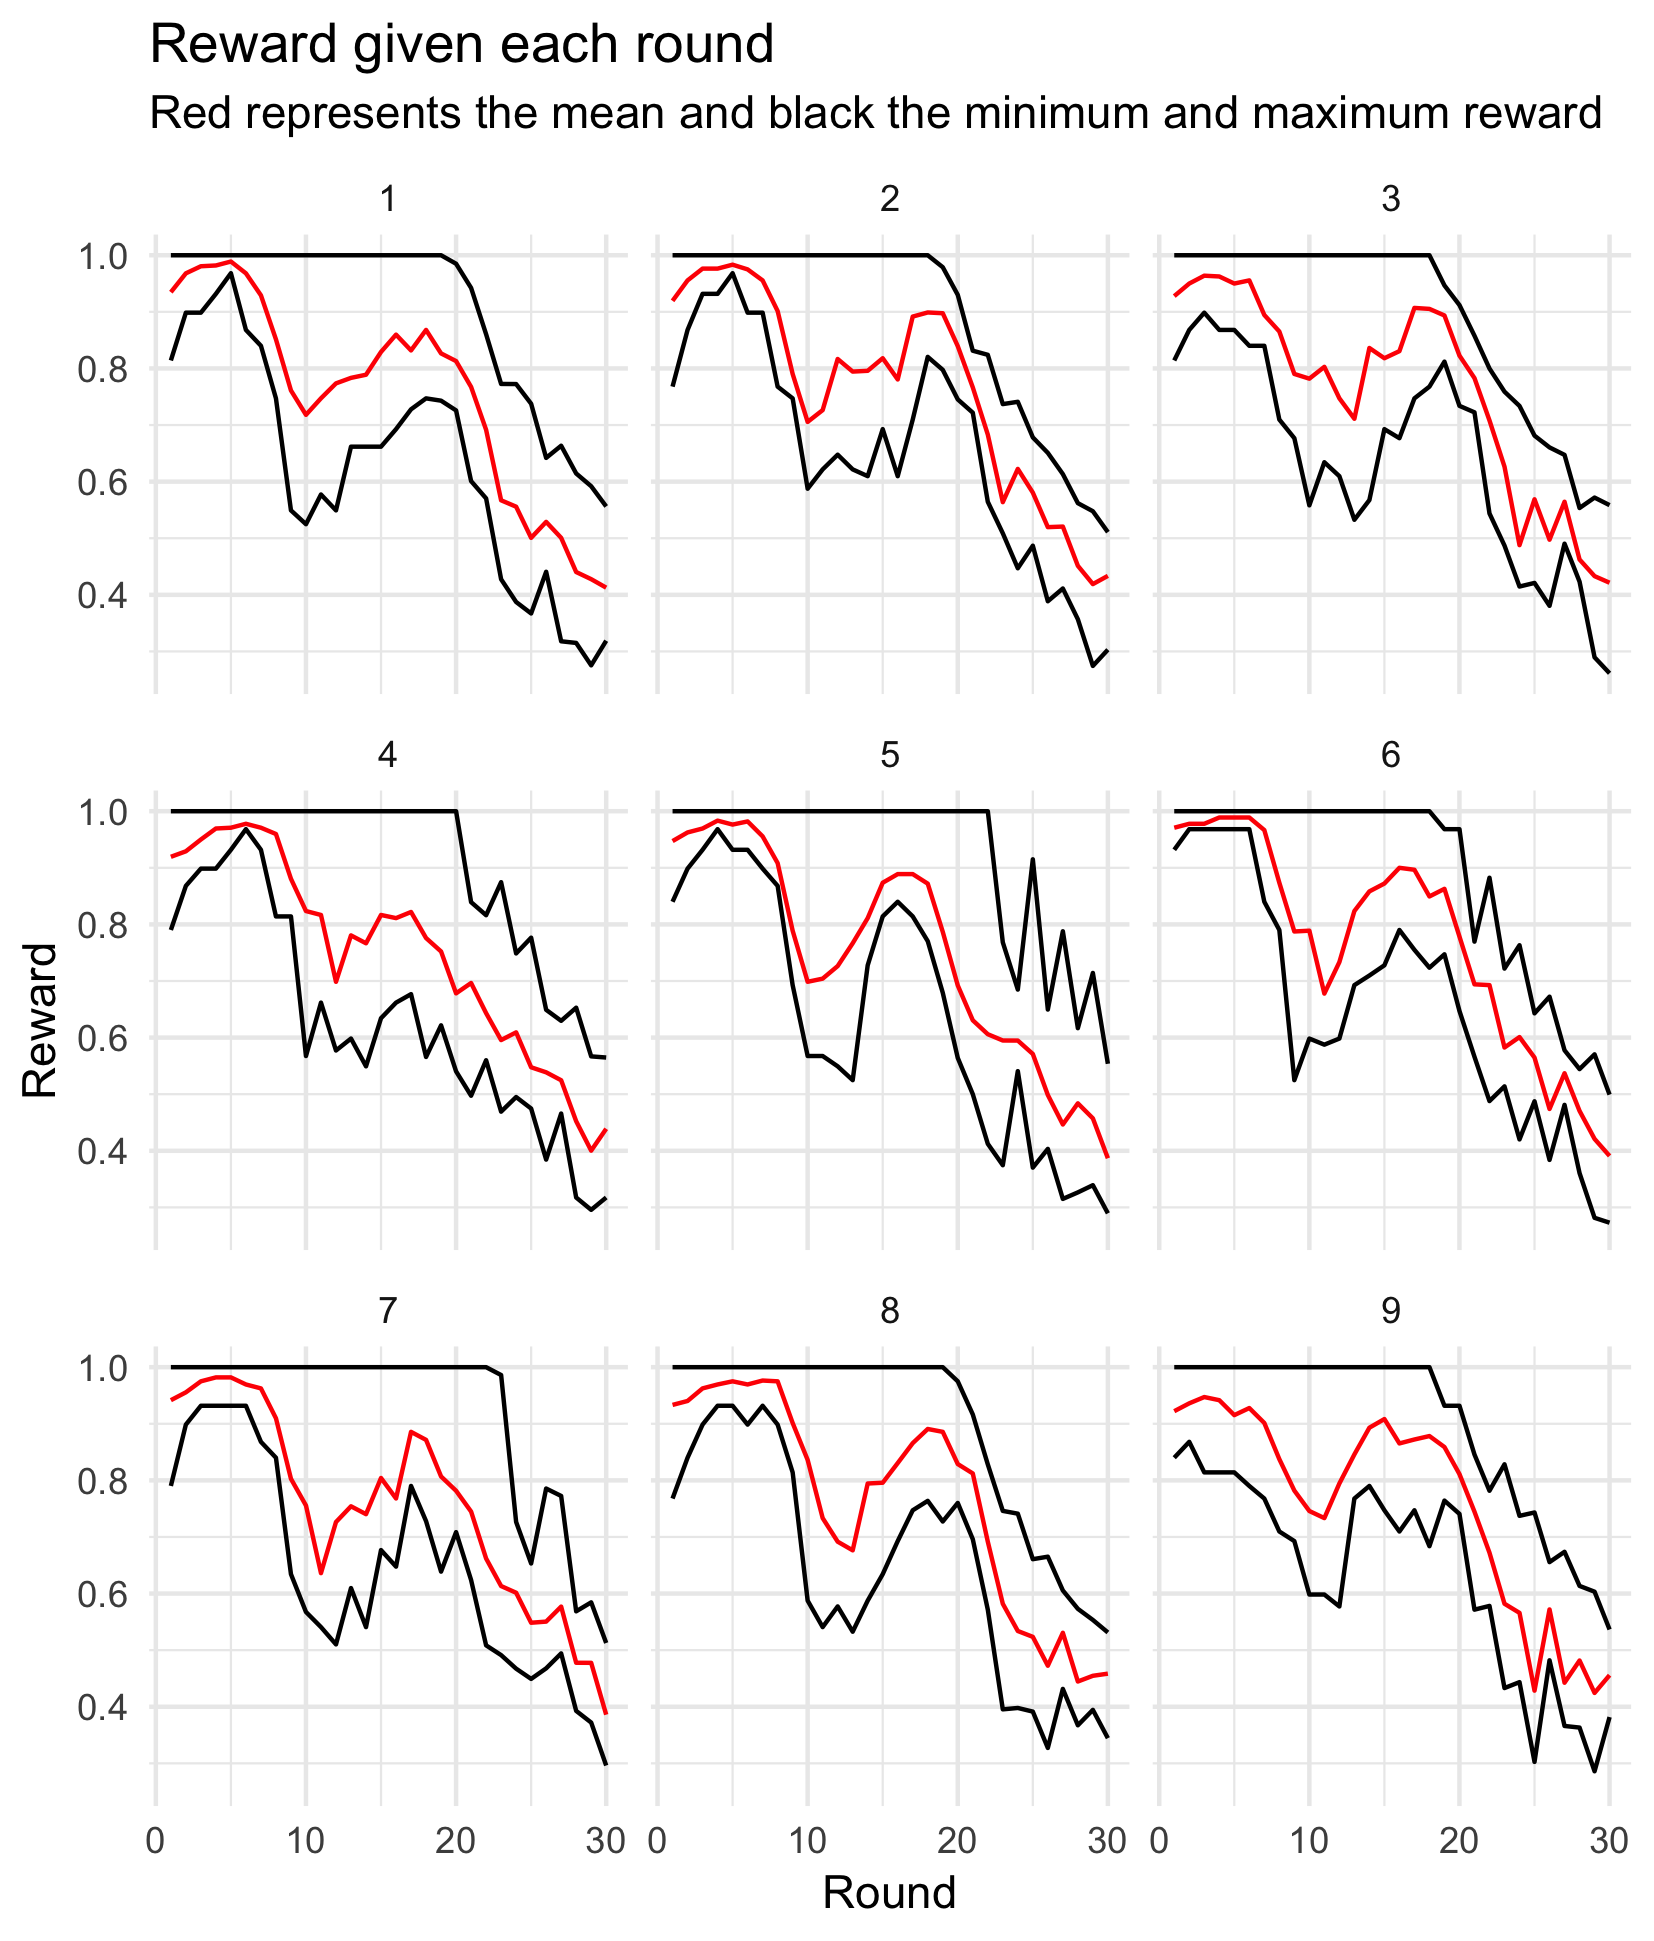 Reward given each round
Red represents the mean and black the minimum and maximum reward
1 2 3
1.0
0.8
0.6
0.4
4 5 6
1.0
0.8
0.6
0.4
Reward
7 8 9
1.0
0.8
0.6
0.4
0 10 20 30 0 10 20 30 0 10 20 30
Round